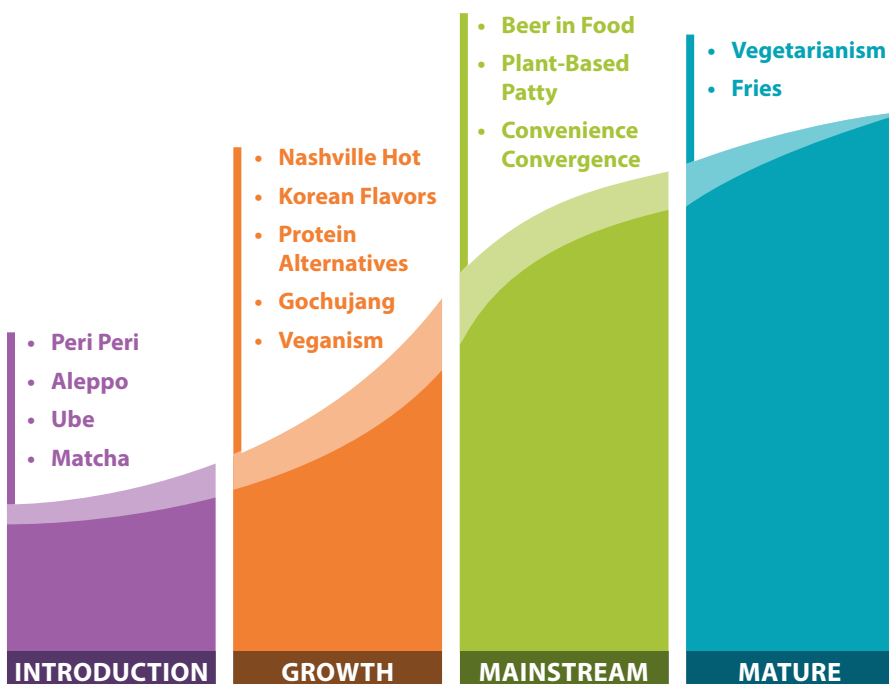 • Peri Peri
• Aleppo
• Ube
• Matcha
INTRODUCTION
• Nashville Hot
• Korean Flavors
• Protein
Alternatives
• Gochujang
• Veganism
GROWTH
• Beer in Food
• Plant-Based
Patty
• Convenience
Convergence
MAINSTREAM
• Vegetarianism
• Fries
MATURE